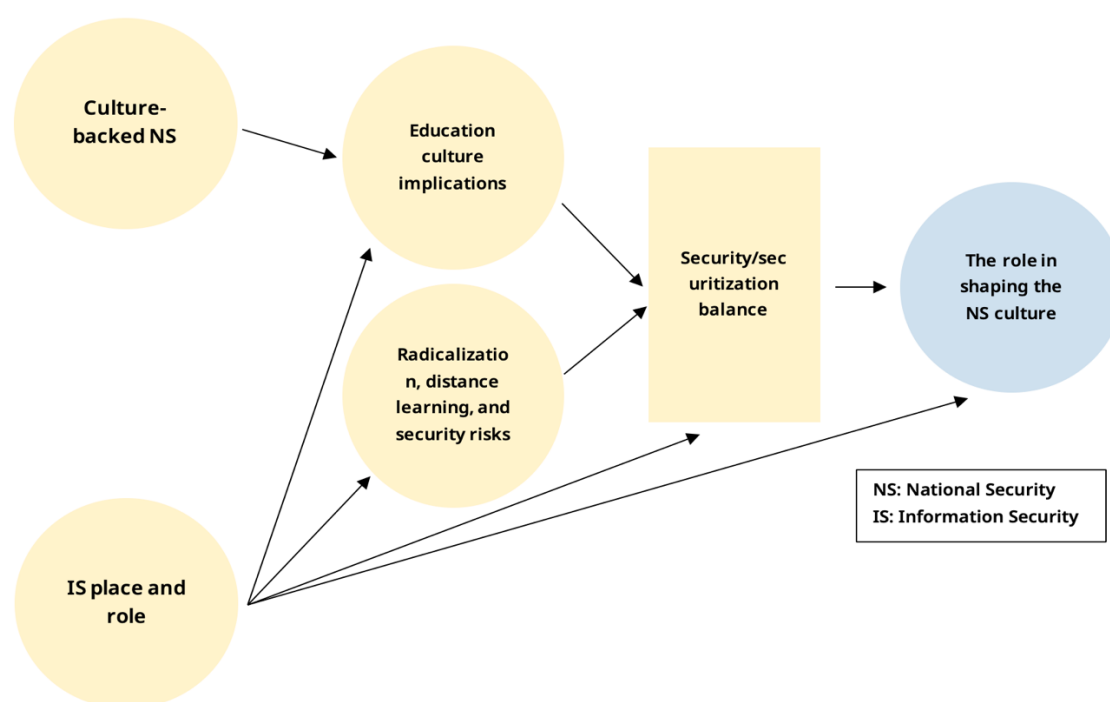 Culture-
backed NS
Education
culture
implications
Radicalizatio
n, distance
learning, and
security risks
Security/sec
uritization
balance
The role in
shaping the
NS culture
NS: National Security
IS: Information Security
IS place and
role